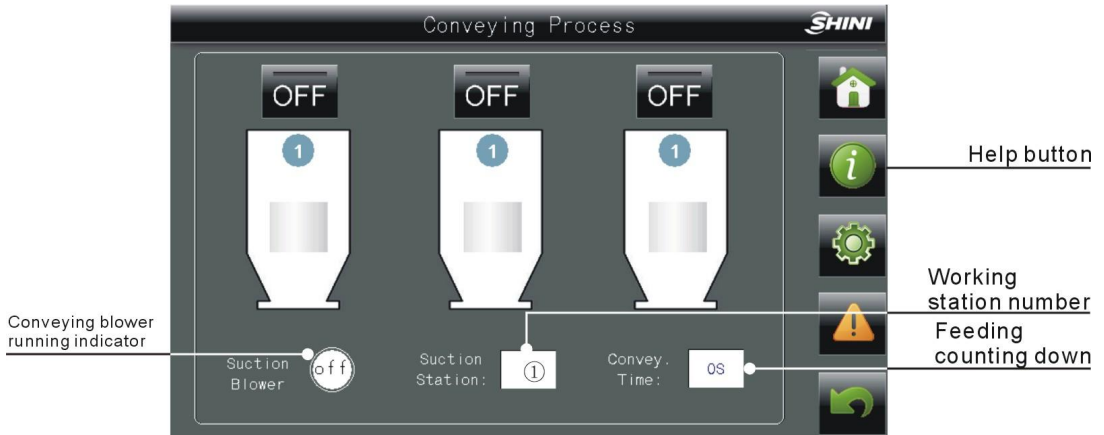 Conveying Process
SHINI
OFF
OFF
OFF
1
1
1
Help button
Working
station number
Feeding
counting down
Conveying blower
running indicator
Suction
Blower
off
Suction
Station:
①
Convey.
Time:
0S